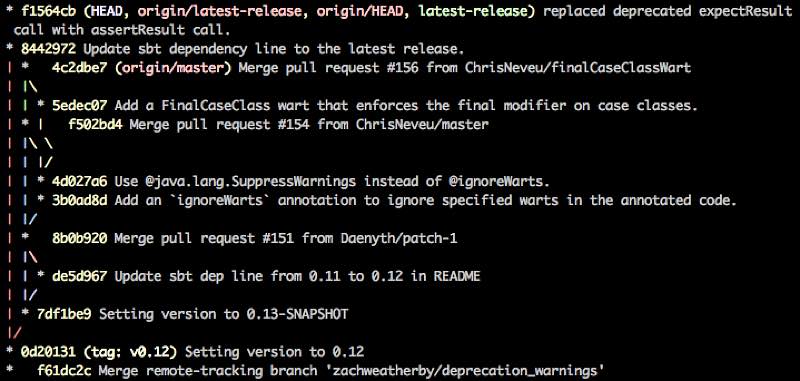 * f1564cb (HEAD, origin/latest-release, origin/HEAD, latest-release) replaced deprecated expectResult
call with assertResult call.
* 8442972 Update sbt dependency line to the latest release.
| *   4c2dbe7 (origin/master) Merge pull request #156 from ChrisNeveu/finalCaseClassWart
| |\
| | * 5edec07 Add a FinalCaseClass wart that enforces the final modifier on case classes.
| * |   f502bd4 Merge pull request #154 from ChrisNeveu/master
| |\ \
| | |/
| | * 4d027a6 Use @java.lang.SuppressWarnings instead of @ignoreWarts.
| | * 3b0ad8d Add an `ignoreWarts` annotation to ignore specified warts in the annotated code.
| |/
| *   8b0b920 Merge pull request #151 from Daenyth/patch-1
| |\
| | * de5d967 Update sbt dep line from 0.11 to 0.12 in README
| |/
| * 7df1be9 Setting version to 0.13-SNAPSHOT
|/
* 0d20131 (tag: v0.12) Setting version to 0.12
*   f61dc2c Merge remote-tracking branch 'zachweatherby/deprecation_warnings'